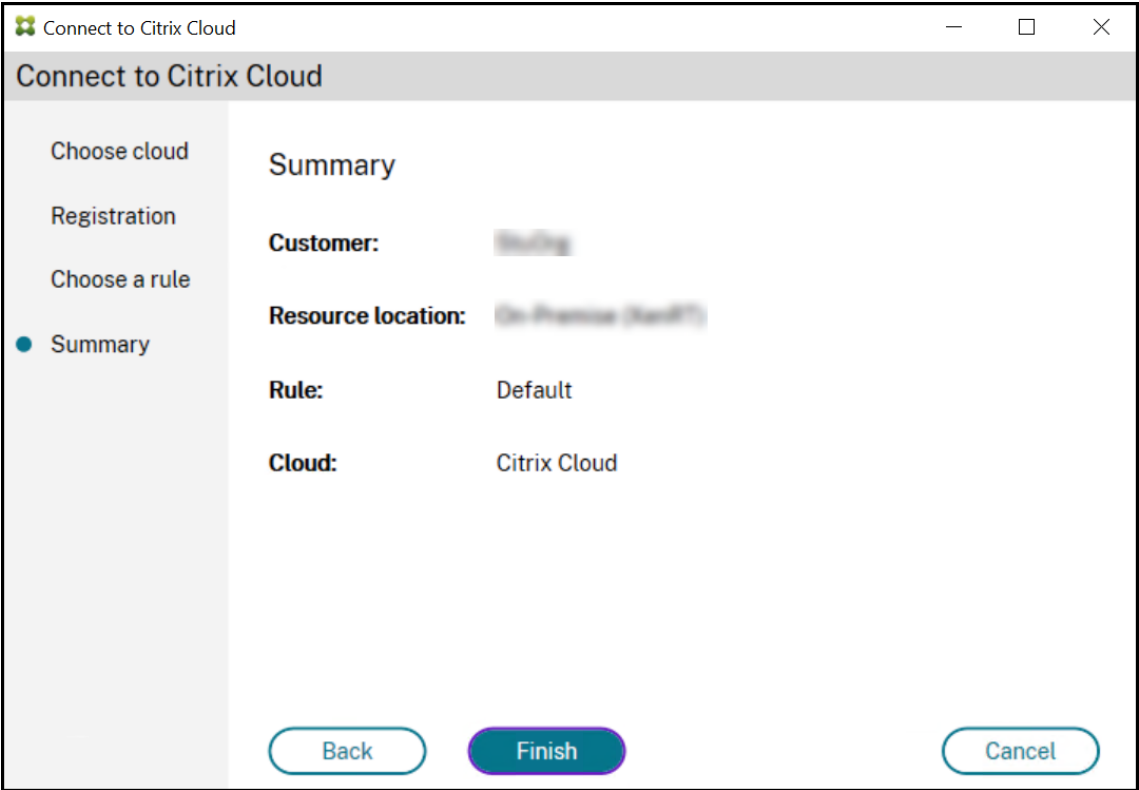 Connect to Citrix Cloud
Connect to Citrix Cloud
Choose cloud
Registration
Choose a rule
Summary
Summary
Customer:
Resource location:
Rule: Default
Cloud: Citrix Cloud
Back Finish Cancel